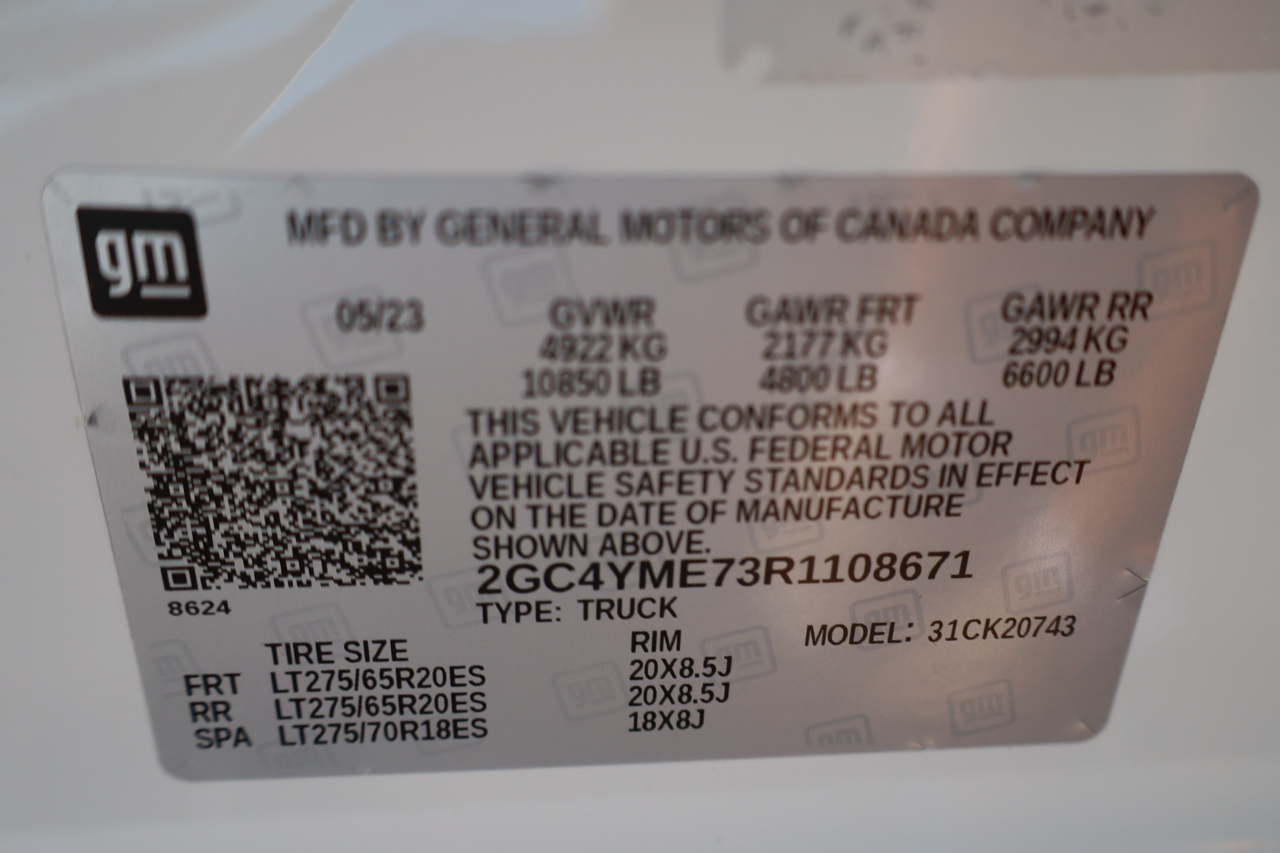 gm
MFD BY GENERAL MOTORS OF CANADA COMPANY
05/23 GVWR GAWR FRT GAWR RR
4922 KG 2177 KG 2994 KG
10850 LB 4800 LB 6600 LB
THIS VEHICLE CONFORMS TO ALL
APPLICABLE U.S. FEDERAL MOTOR
VEHICLE SAFETY STANDARDS IN EFFECT
ON THE DATE OF MANUFACTURE
SHOWN ABOVE.
2GC4YME73R1108671
8624
TYPE: TRUCK
TIRE SIZE RIM MODEL: 31CK20743
FRT LT275/65R20ES 20X8.5J
RR LT275/65R20ES 20X8.5J
SPA LT275/70R18ES 18X8J